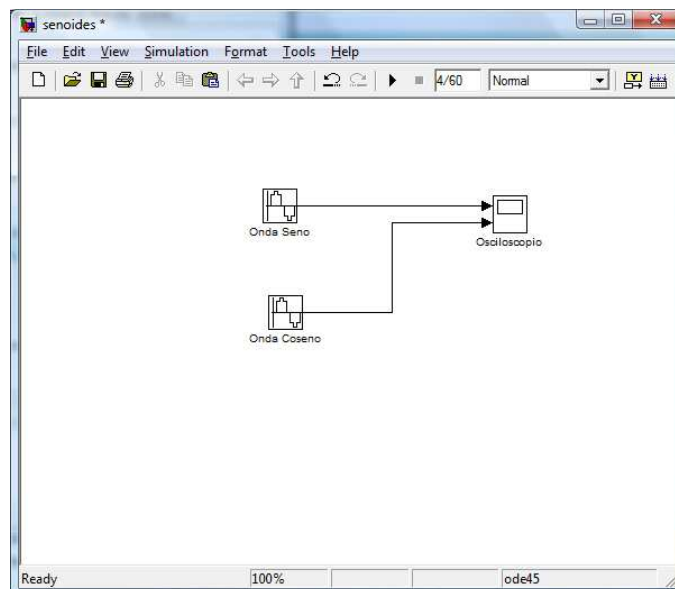 senoides *
File Edit View Simulation Format Tools Help
4/60 Normal
Onda Seno
Osciloscopio
Onda Coseno
Ready 100% ode45